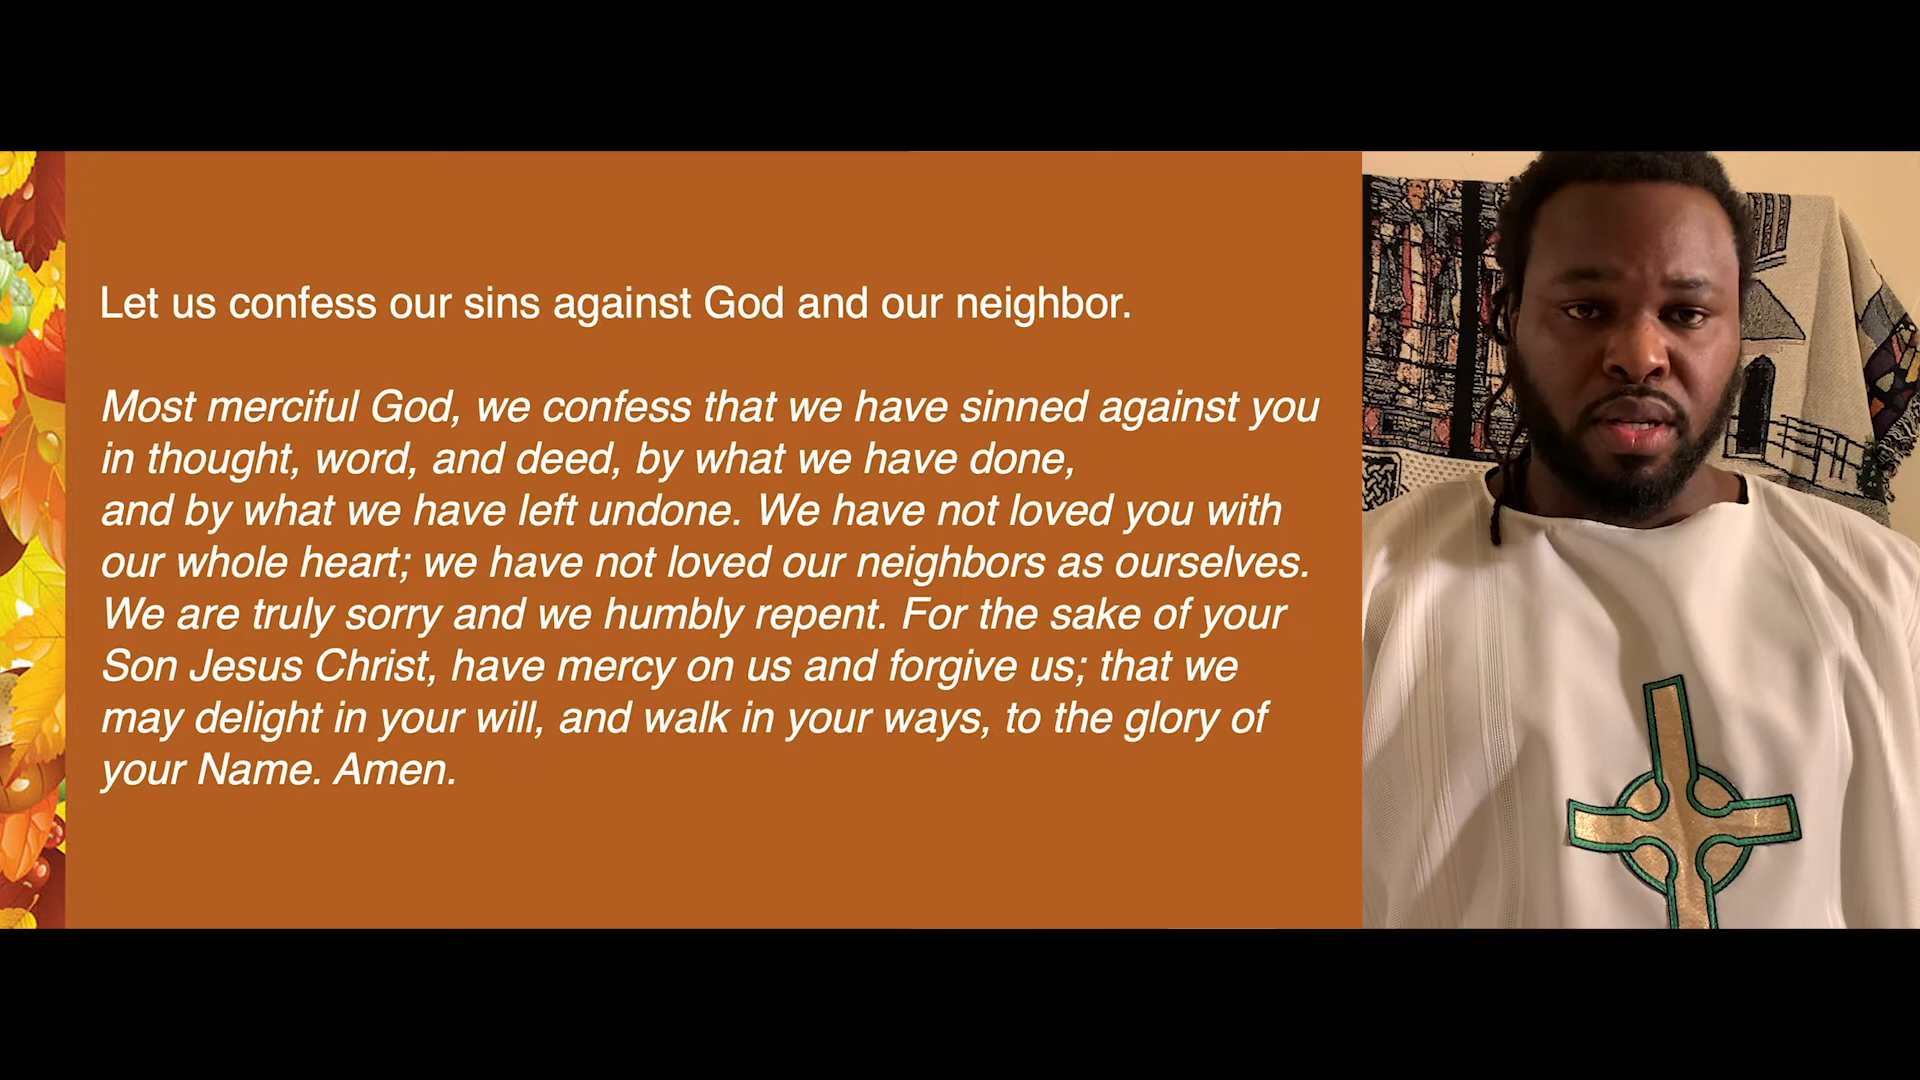 Let us confess our sins against God and our neighbor.
Most merciful God, we confess that we have sinned against you
in thought, word, and deed, by what we have done,
and by what we have left undone. We have not loved you with
our whole heart; we have not loved our neighbors as ourselves.
We are truly sorry and we humbly repent. For the sake of your
Son Jesus Christ, have mercy on us and forgive us; that we
may delight in your will, and walk in your ways, to the glory of
your Name. Amen.